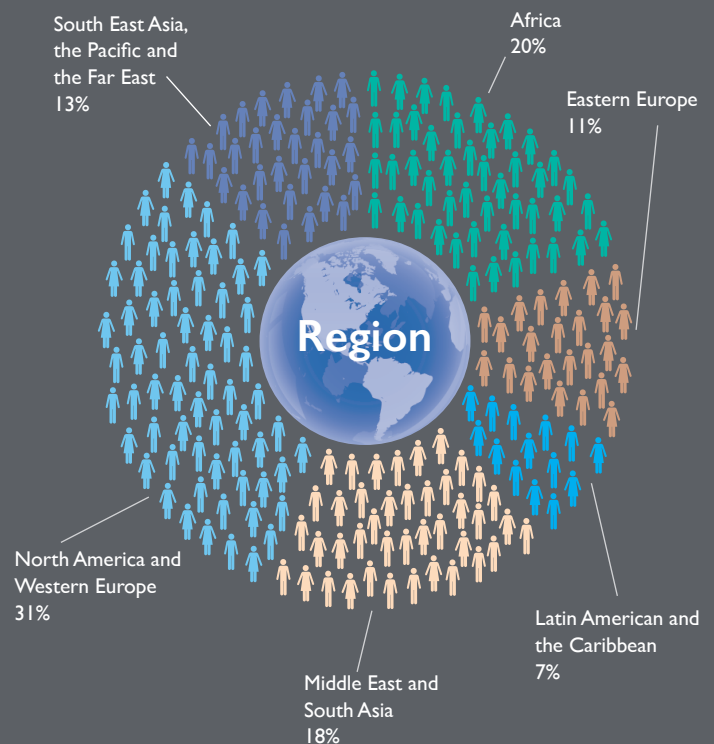 South East Asia,
the Pacific and
the Far East
13%
Africa
20%
Eastern Europe
11%
Region
North America and
Western Europe
31%
Latin American and
the Caribbean
7%
Middle East and
South Asia
18%